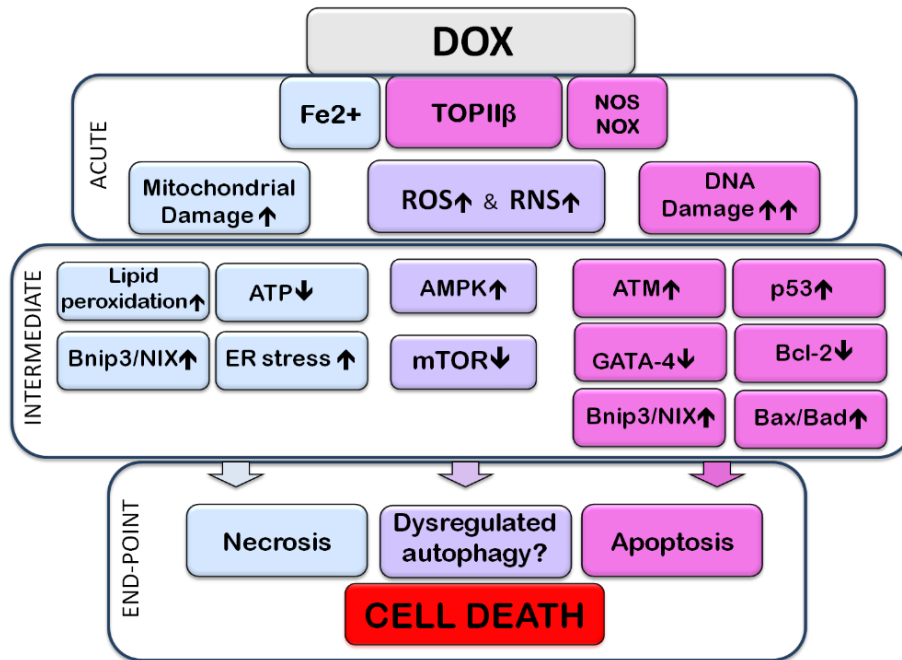 DOX
ACUTE
Fe2+
TOPIIβ
NOS
NOX
Mitochondrial
Damage ↑
ROS↑ & RNS↑
DNA
Damage ↑↑
INTERMEDIATE
Lipid
peroxidation↑
ATP↓
AMPK↑
ATM↑
p53↑
Bnip3/NIX↑
ER stress ↑
mTOR↓
GATA-4↓
Bcl-2↓
Bnip3/NIX↑
Bax/Bad↑
END-POINT
Necrosis
Dysregulated
autophagy?
Apoptosis
CELL DEATH